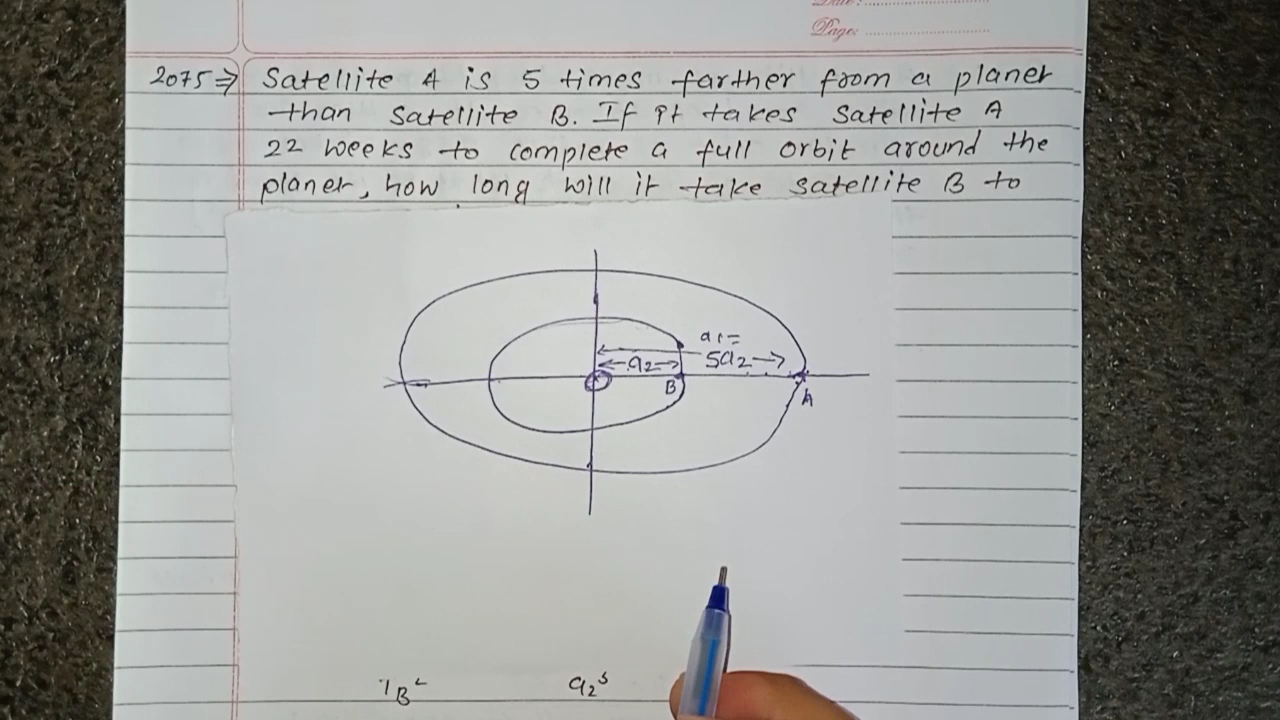 Date:
Page:
2075⇒ Satellite A is 5 times farther from a planet
than satellite B. If it takes satellite A
22 weeks to complete a full orbit around the
planet, how long will it take satellite B to
a1=
a2
5a2
B
A
TB² a2³